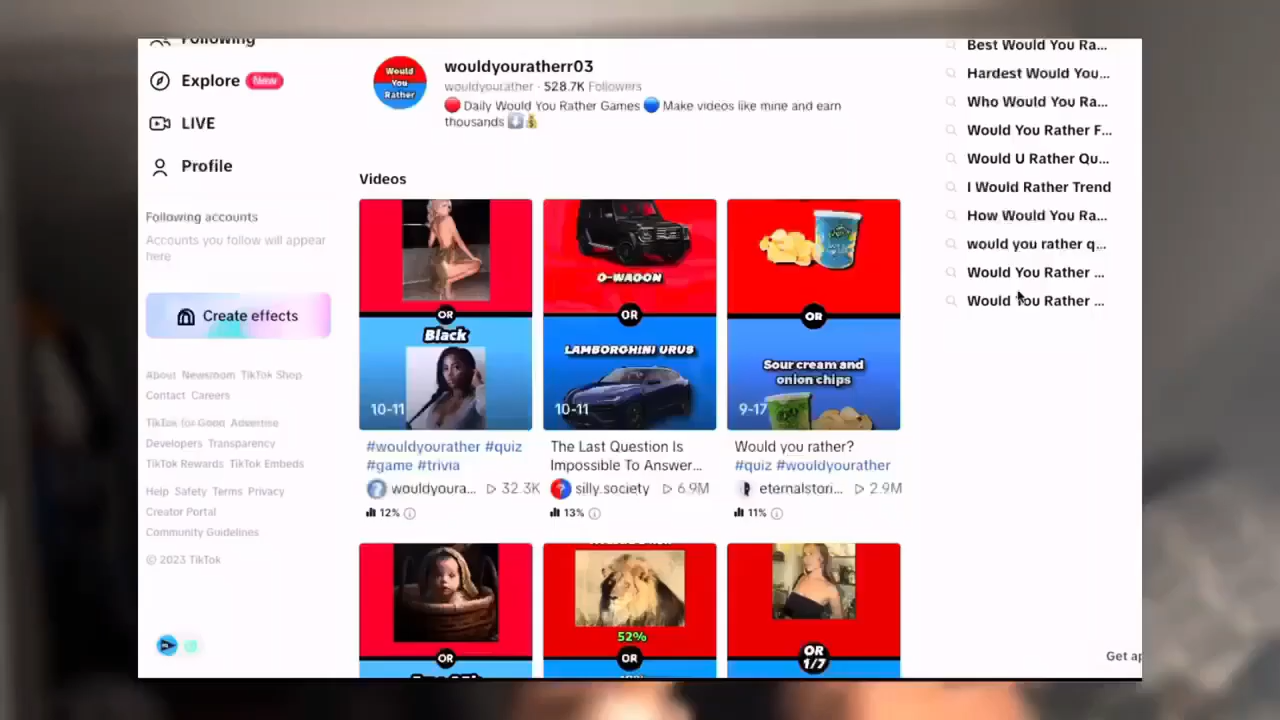 Following
Explore New
LIVE
Profile
Following accounts
Accounts you follow will appear
here
Create effects
About Newsroom TikTok Shop
Contact Careers
TikTok for Good Advertise
Developers Transparency
TikTok Rewards TikTok Embeds
Help Safety Terms Privacy
Creator Portal
Community Guidelines
© 2023 TikTok
Would
You
Rather
wouldyouratherr03
wouldyourather · 528.7K Followers
Daily Would You Rather Games Make videos like mine and earn
thousands
Videos
OR
Black
10-11
#wouldyourather #quiz
#game #trivia
wouldyoura... 32.3K
12%
G-WAGON
OR
LAMBORGHINI URUS
10-11
The Last Question Is
Impossible To Answer...
silly.society 6.9M
13%
OR
Sour cream and
onion chips
9-17
Would you rather?
#quiz #wouldyourather
eternalstori... 2.9M
11%
OR
52%
OR
OR
1/7
Best Would You Ra...
Hardest Would You...
Who Would You Ra...
Would You Rather F...
Would U Rather Qu...
I Would Rather Trend
How Would You Ra...
would you rather q...
Would You Rather ...
Would You Rather ...
Get ap